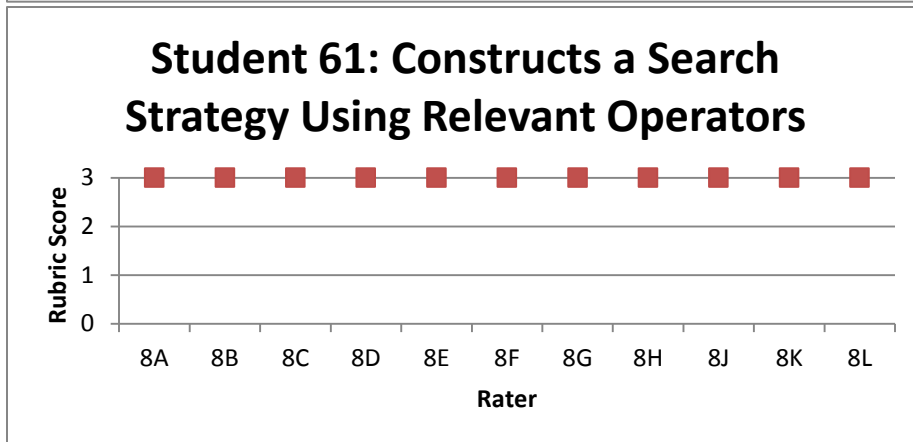 Student 61: Constructs a Search
Strategy Using Relevant Operators
3
2
1
0
Rubric Score
8A 8B 8C 8D 8E 8F 8G 8H 8J 8K 8L
Rater